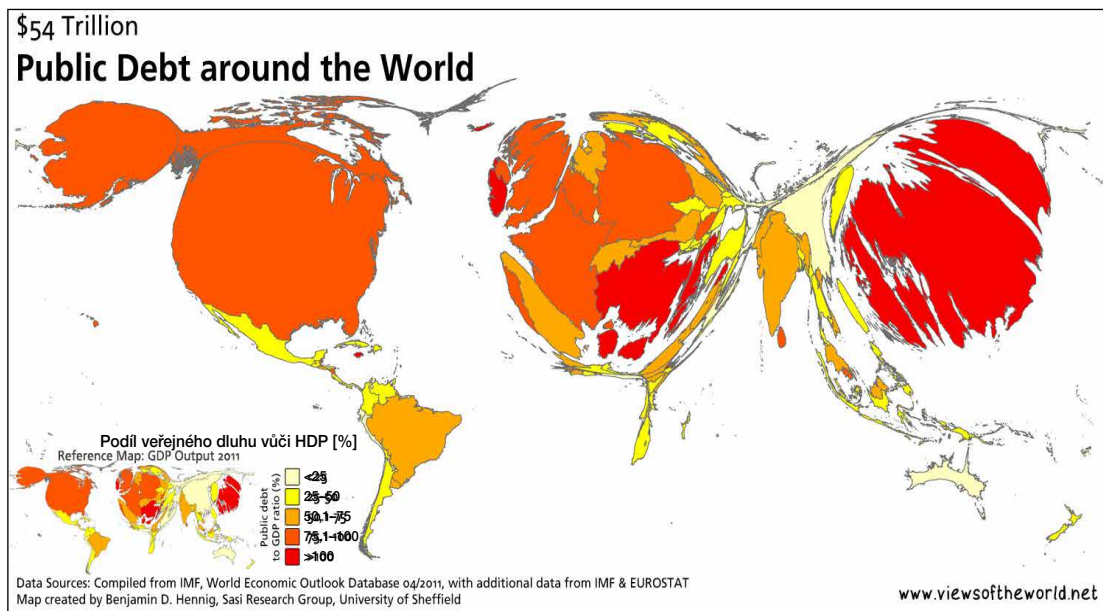 $54 Trillion
Public Debt around the World
Podíl veřejného dluhu vůči HDP [%]
Reference Map: GDP Output 2011
Public debt
to GDP ratio (%)
<25
25–50
50,1–75
75,1–100
>100
Data Sources: Compiled from IMF, World Economic Outlook Database 04/2011, with additional data from IMF & EUROSTAT
Map created by Benjamin D. Hennig, Sasi Research Group, University of Sheffield
www.viewsoftheworld.net